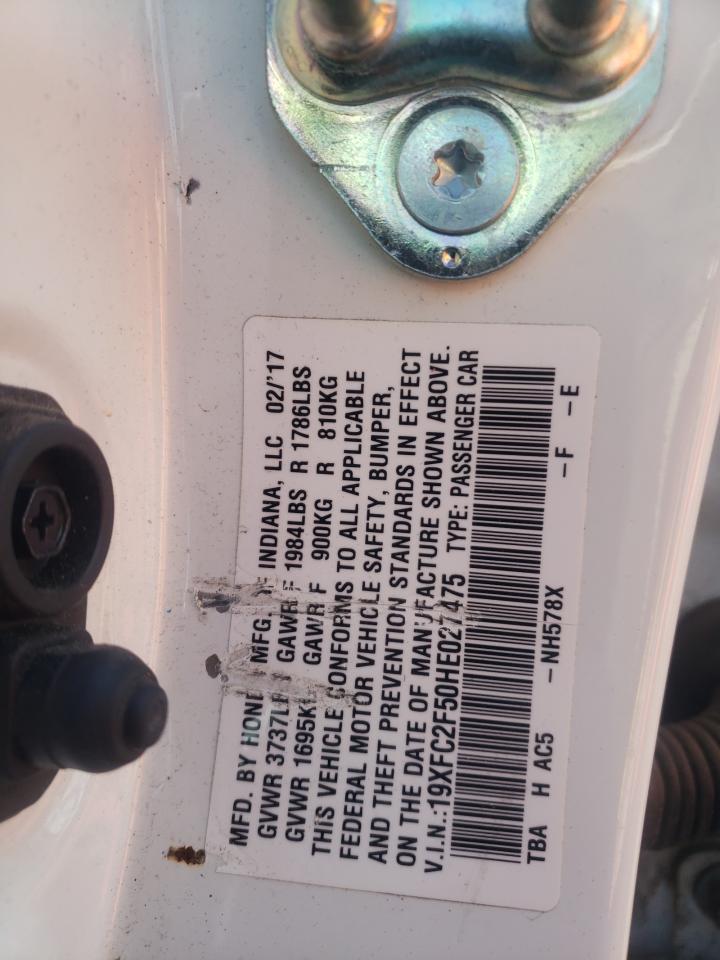 MFD. BY HONDA MFG. INDIANA, LLC 02/'17
GVWR 3737LBS GAWR F 1984LBS R 1786LBS
GVWR 1695KG GAWR F 900KG R 810KG
THIS VEHICLE CONFORMS TO ALL APPLICABLE
FEDERAL MOTOR VEHICLE SAFETY, BUMPER,
AND THEFT PREVENTION STANDARDS IN EFFECT
ON THE DATE OF MANUFACTURE SHOWN ABOVE.
V.I.N.:19XFC2F50HE027475 TYPE: PASSENGER CAR
TBA H AC5 -NH578X -F -E